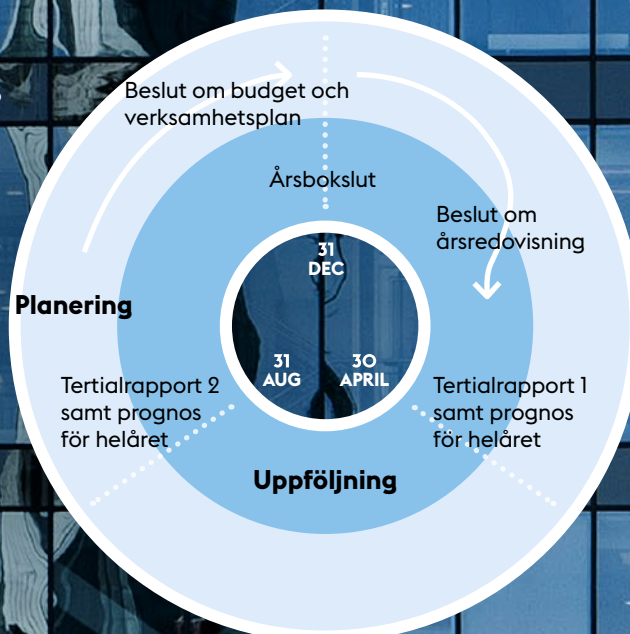 Beslut om budget och
verksamhetsplan
Årsbokslut
Beslut om
årsredovisning
31
DEC
Planering
31
AUG
30
APRIL
Tertialrapport 2
samt prognos
för helåret
Tertialrapport 1
samt prognos
för helåret
Uppföljning